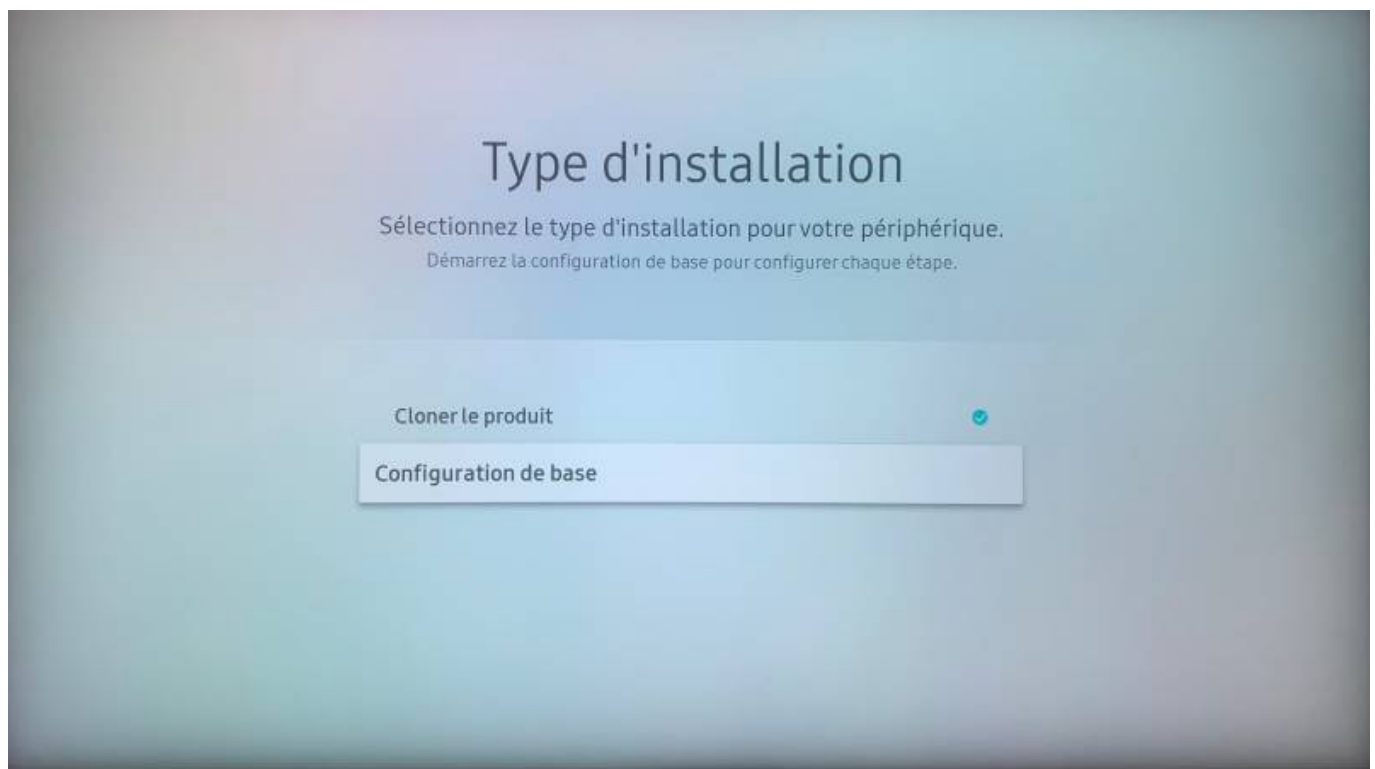 Type d'installation
Sélectionnez le type d'installation pour votre périphérique.
Démarrez la configuration de base pour configurer chaque étape.
Cloner le produit
Configuration de base